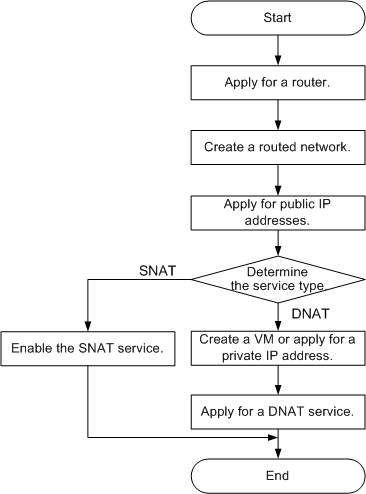 Start
Apply for a router.
Create a routed network.
Apply for public IP
addresses.
SNAT
Determine
the service type.
DNAT
Enable the SNAT service.
Create a VM or apply for a
private IP address.
Apply for a DNAT service.
End